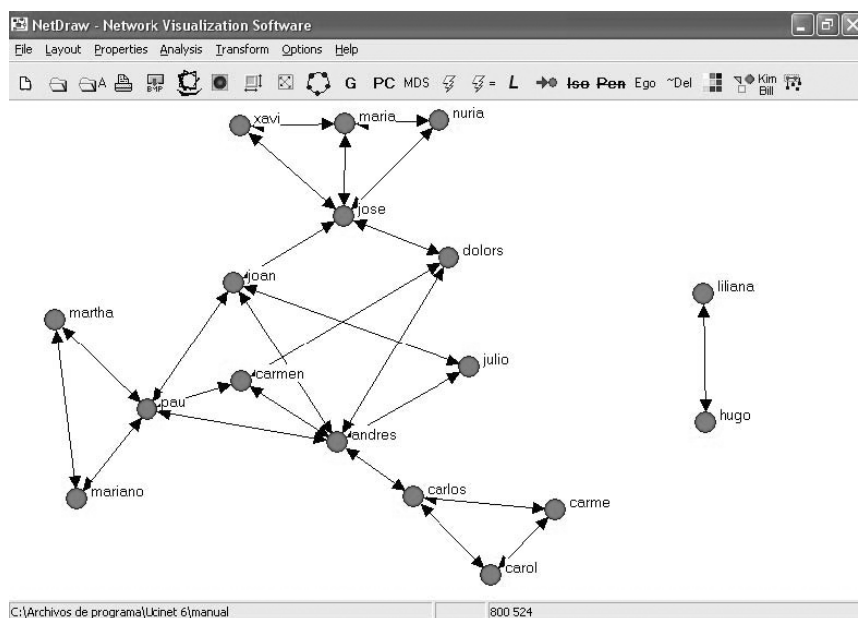 NetDraw - Network Visualization Software
File Layout Properties Analysis Transform Options Help
A BMP G PC MDS = L Iso Pen Ego ~Del Kim Bill
xavi maria nuria
jose
dolors
joan
liliana
martha
julio
carmen
pau
hugo
andres
carlos
mariano
carme
carol
C:\Archivos de programa\Ucinet 6\manual 800 524